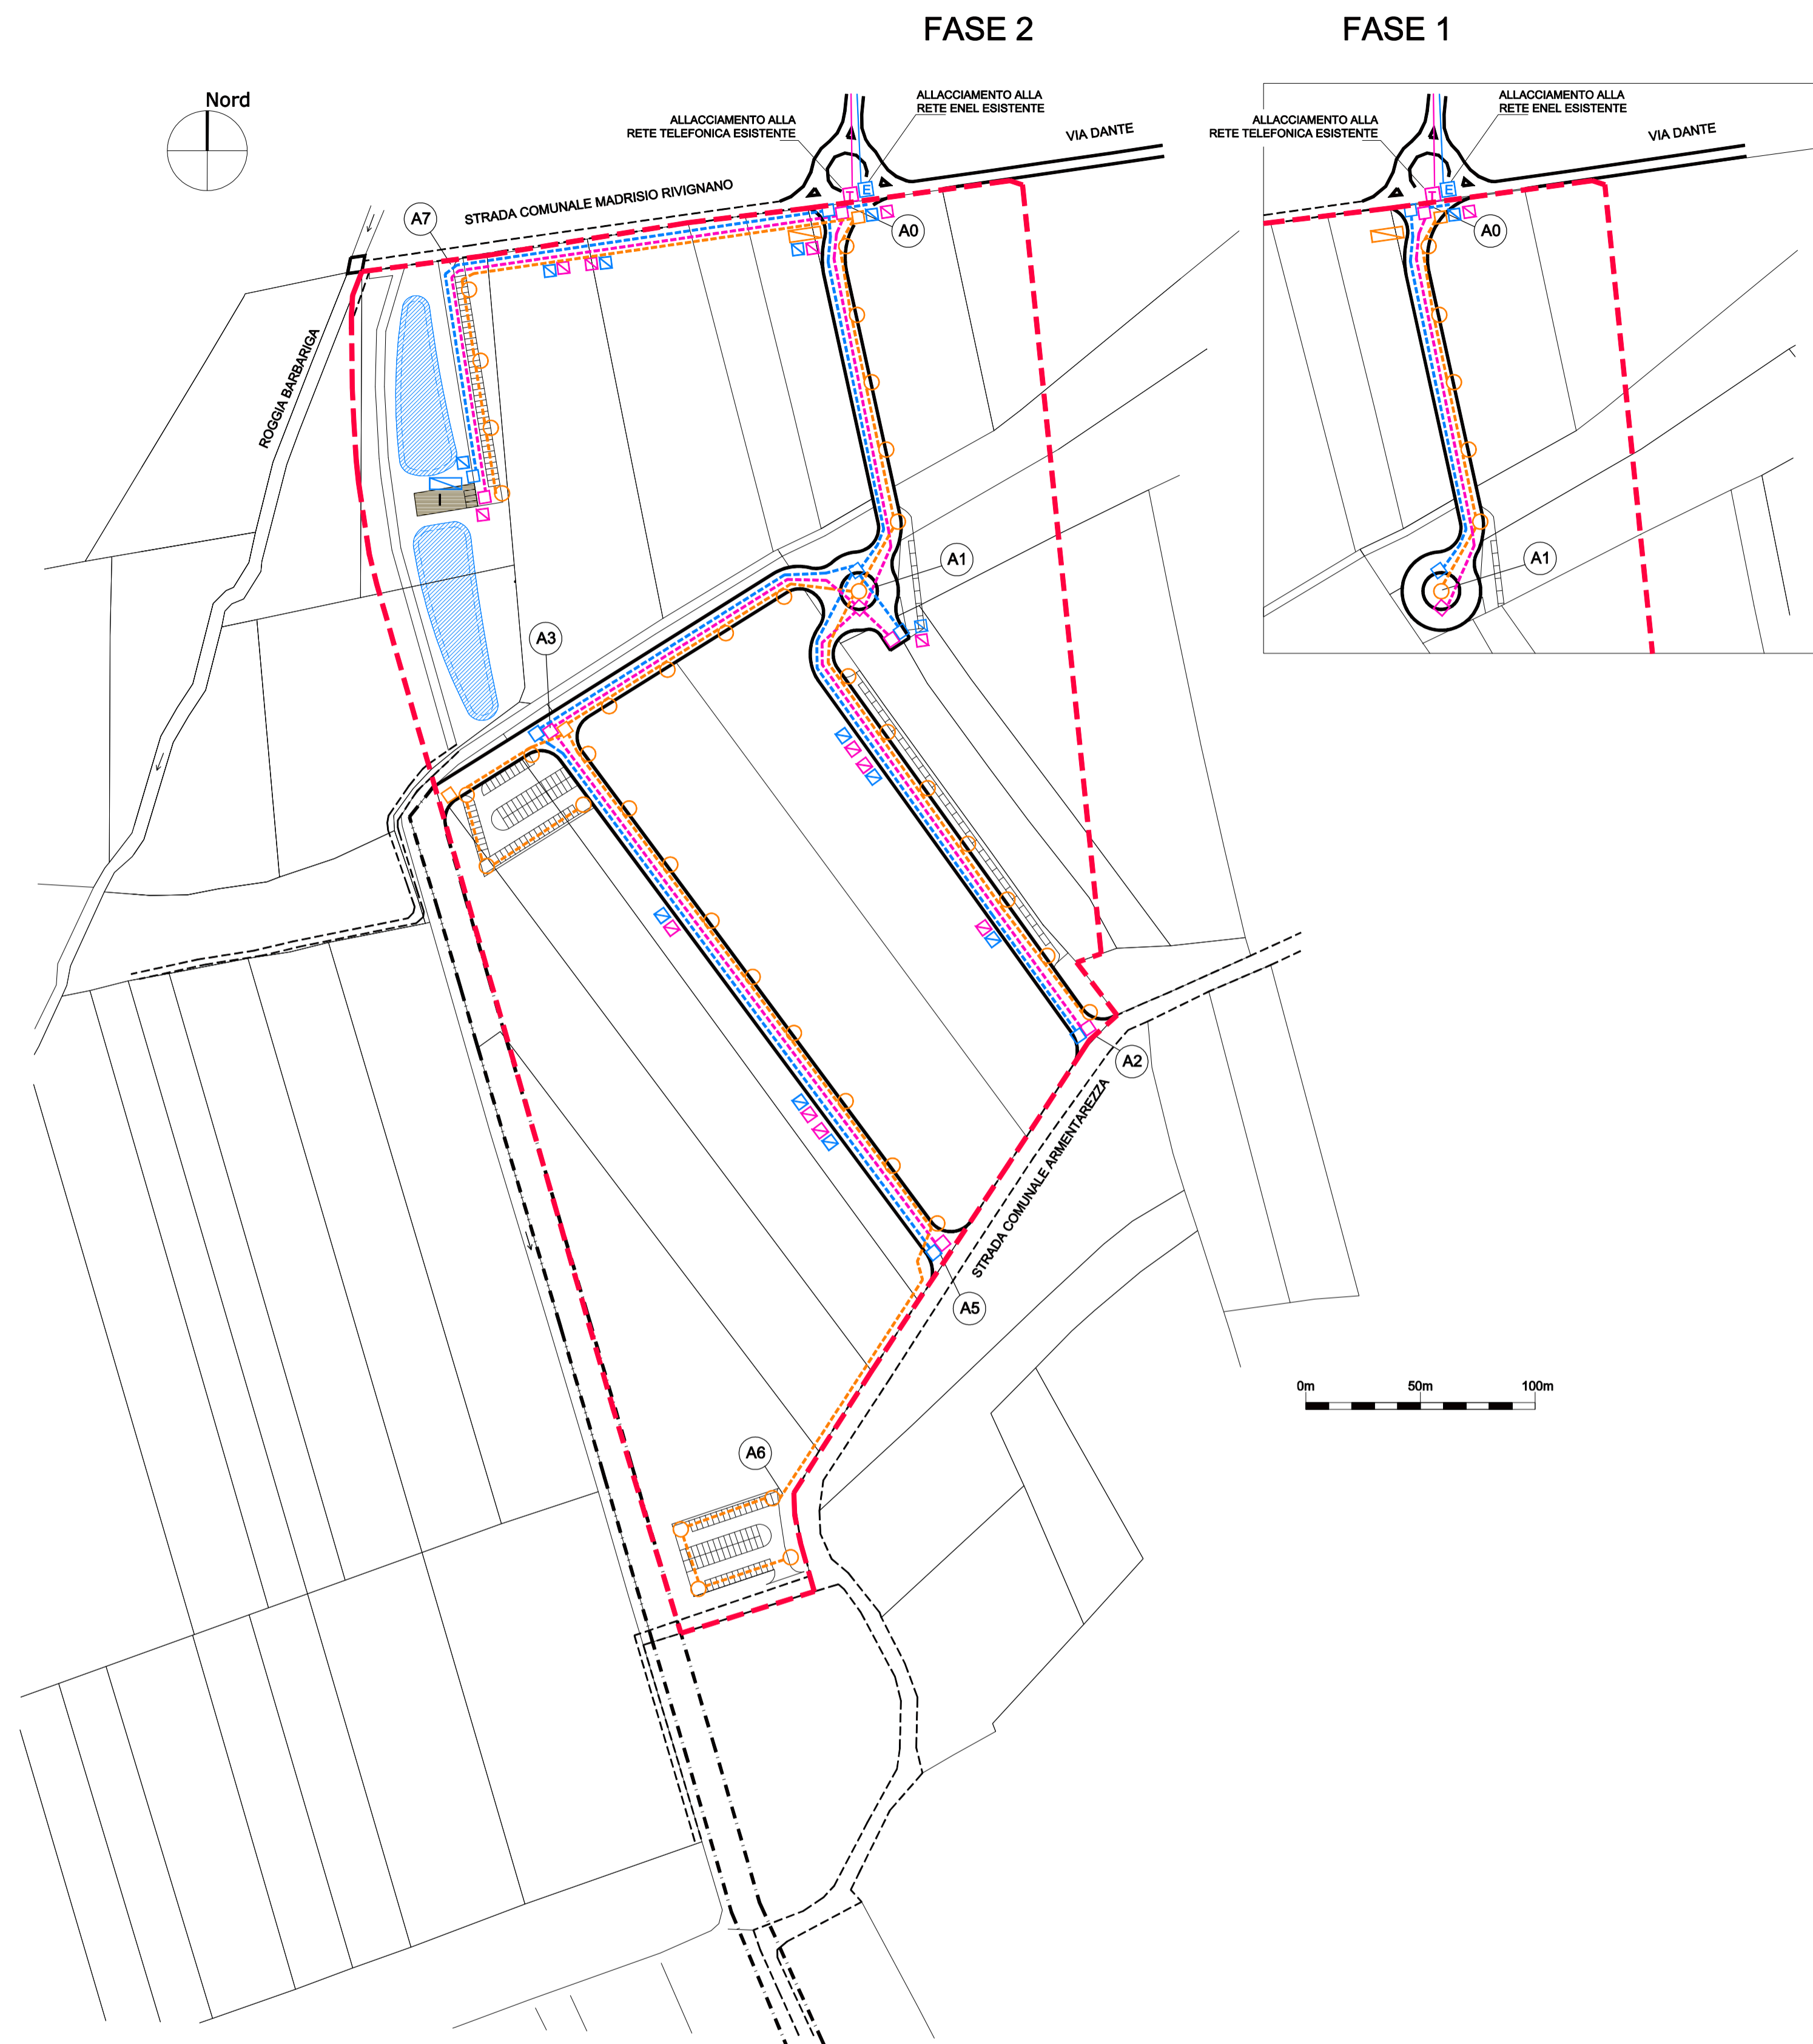 FASE 2
FASE 1
Nord
ALLACCIAMENTO ALLA
RETE TELEFONICA ESISTENTE
ALLACCIAMENTO ALLA
RETE ENEL ESISTENTE
VIA DANTE
ALLACCIAMENTO ALLA
RETE TELEFONICA ESISTENTE
ALLACCIAMENTO ALLA
RETE ENEL ESISTENTE
VIA DANTE
STRADA COMUNALE MADRISIO RIVIGNANO
T
E
T
E
A7
A0
A0
ROGGIA BARBARIGA
I
A1
A1
A3
A2
STRADA COMUNALE ARMENTAREZZA
A5
0m
50m
100m
A6